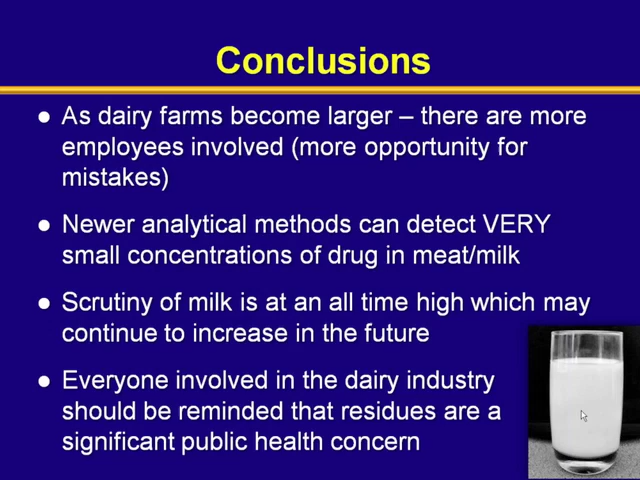 Conclusions
● As dairy farms become larger – there are more
employees involved (more opportunity for
mistakes)
● Newer analytical methods can detect VERY
small concentrations of drug in meat/milk
● Scrutiny of milk is at an all time high which may
continue to increase in the future
● Everyone involved in the dairy industry
should be reminded that residues are a
significant public health concern